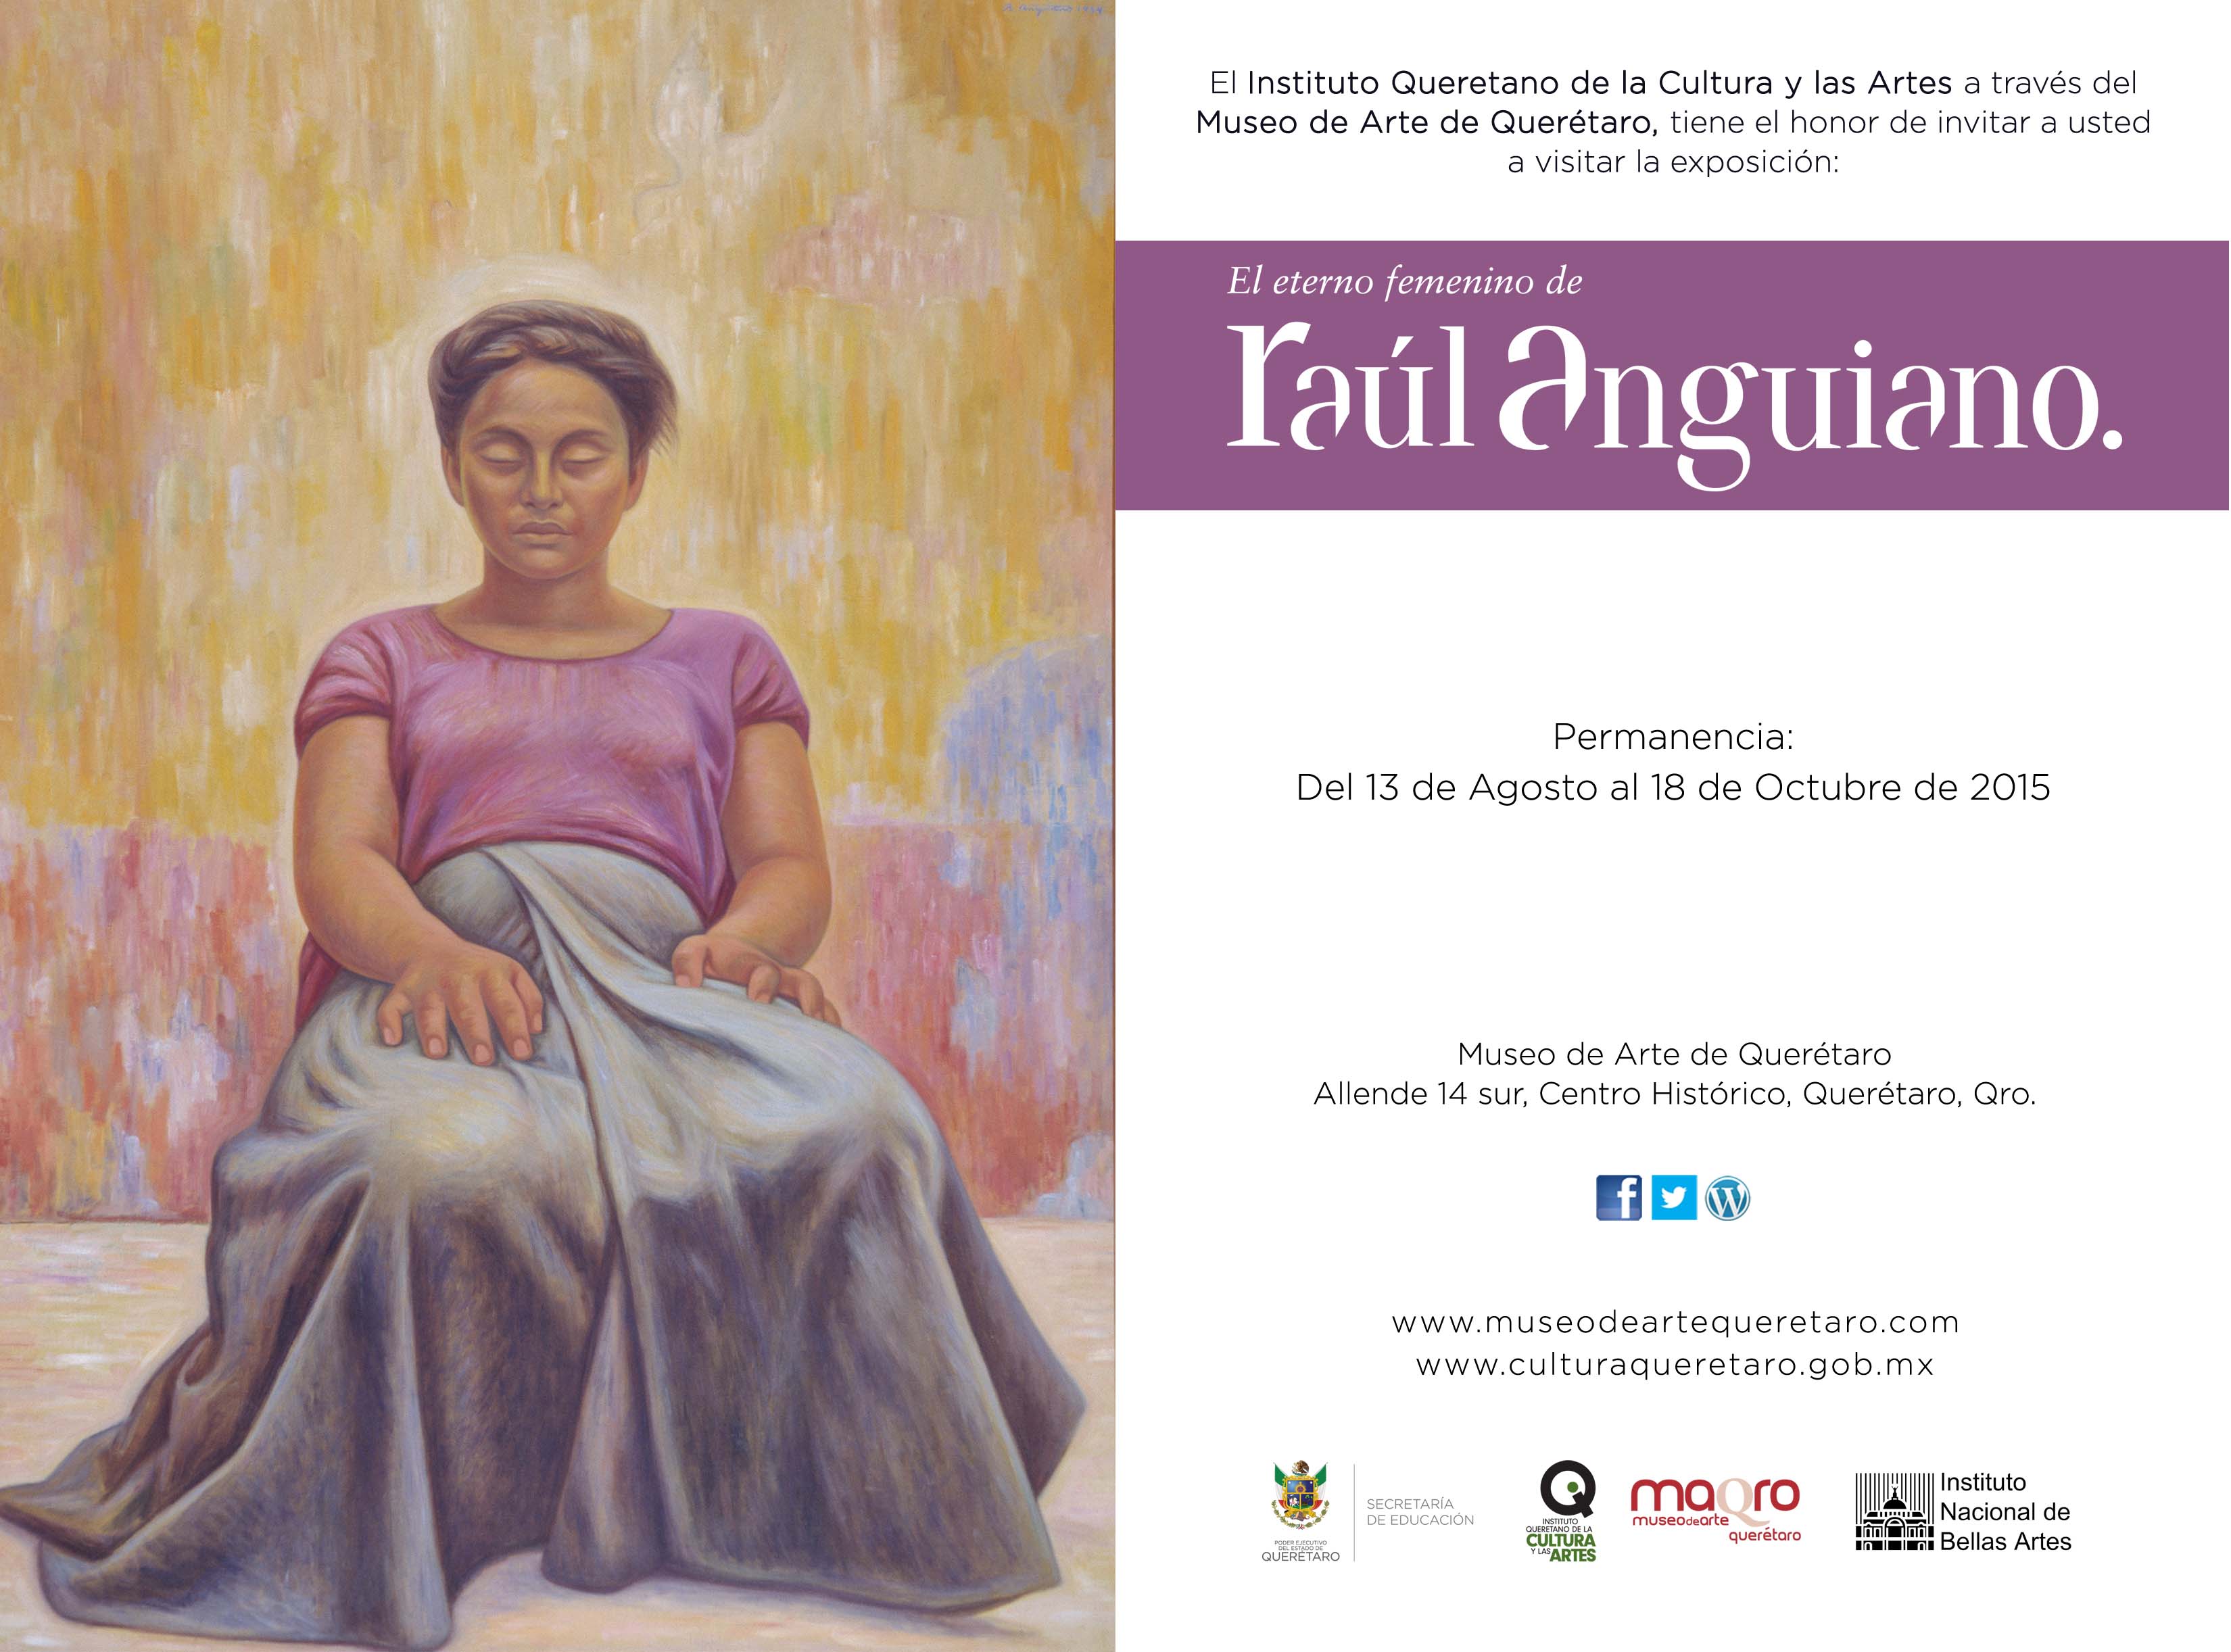 El Instituto Queretano de la Cultura y las Artes a través del
Museo de Arte de Querétaro, tiene el honor de invitar a usted
a visitar la exposición:
El eterno femenino de
raúl anguiano.
Permanencia:
Del 13 de Agosto al 18 de Octubre de 2015
Museo de Arte de Querétaro
Allende 14 sur, Centro Histórico, Querétaro, Qro.
www.museodeartequeretaro.com
www.culturaqueretaro.gob.mx
PODER EJECUTIVO
DEL ESTADO DE
QUERÉTARO
SECRETARÍA
DE EDUCACIÓN
INSTITUTO
QUERETANO DE LA
CULTURA
Y LAS ARTES
maQro
museodearte
querétaro
Instituto
Nacional de
Bellas Artes